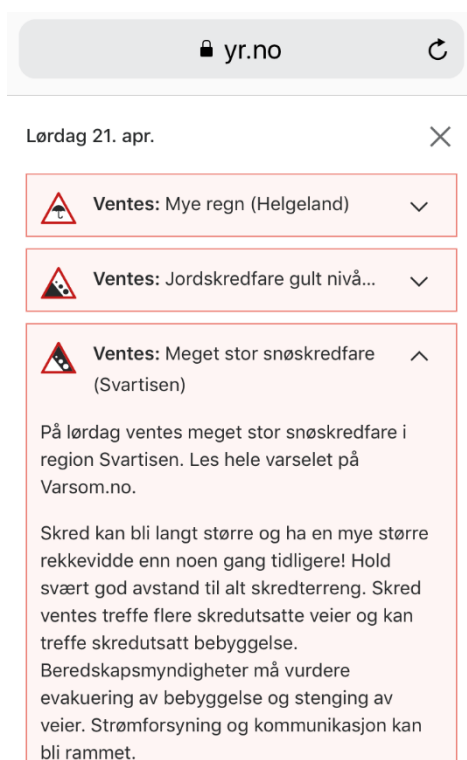 yr.no
Lørdag 21. apr.
Ventes: Mye regn (Helgeland)
Ventes: Jordskredfare gult nivå...
Ventes: Meget stor snøskredfare
(Svartisen)
På lørdag ventes meget stor snøskredfare i
region Svartisen. Les hele varselet på
Varsom.no.
Skred kan bli langt større og ha en mye større
rekkevidde enn noen gang tidligere! Hold
svært god avstand til alt skredterreng. Skred
ventes treffe flere skredutsatte veier og kan
treffe skredutsatt bebyggelse.
Beredskapsmyndigheter må vurdere
evakuering av bebyggelse og stenging av
veier. Strømforsyning og kommunikasjon kan
bli rammet.